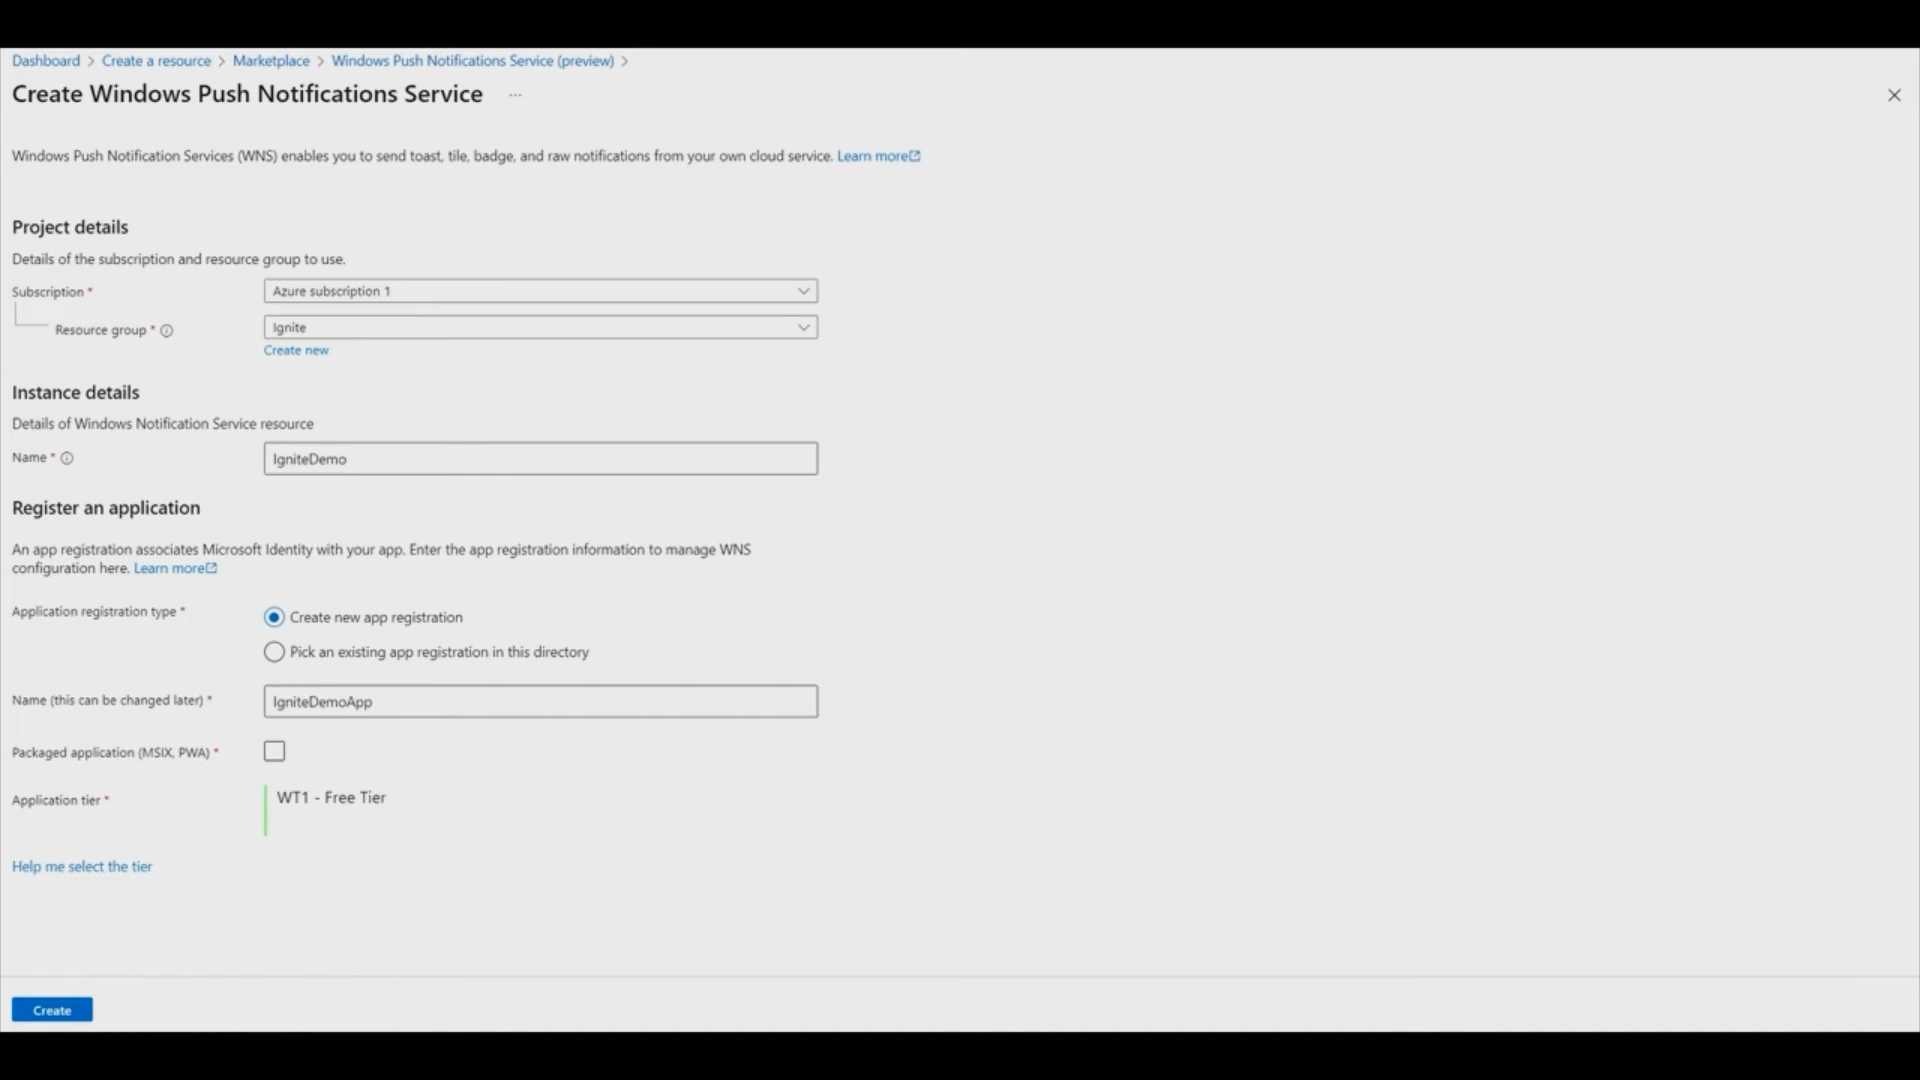 Dashboard > Create a resource > Marketplace > Windows Push Notifications Service (preview) >
Create Windows Push Notifications Service ...
Windows Push Notification Services (WNS) enables you to send toast, tile, badge, and raw notifications from your own cloud service. Learn more
Project details
Details of the subscription and resource group to use.
Subscription * Azure subscription 1
Resource group * Ignite
Create new
Instance details
Details of Windows Notification Service resource
Name * IgniteDemo
Register an application
An app registration associates Microsoft Identity with your app. Enter the app registration information to manage WNS
configuration here. Learn more
Application registration type * Create new app registration
Pick an existing app registration in this directory
Name (this can be changed later) * IgniteDemoApp
Packaged application (MSIX, PWA) *
Application tier * WT1 - Free Tier
Help me select the tier
Create